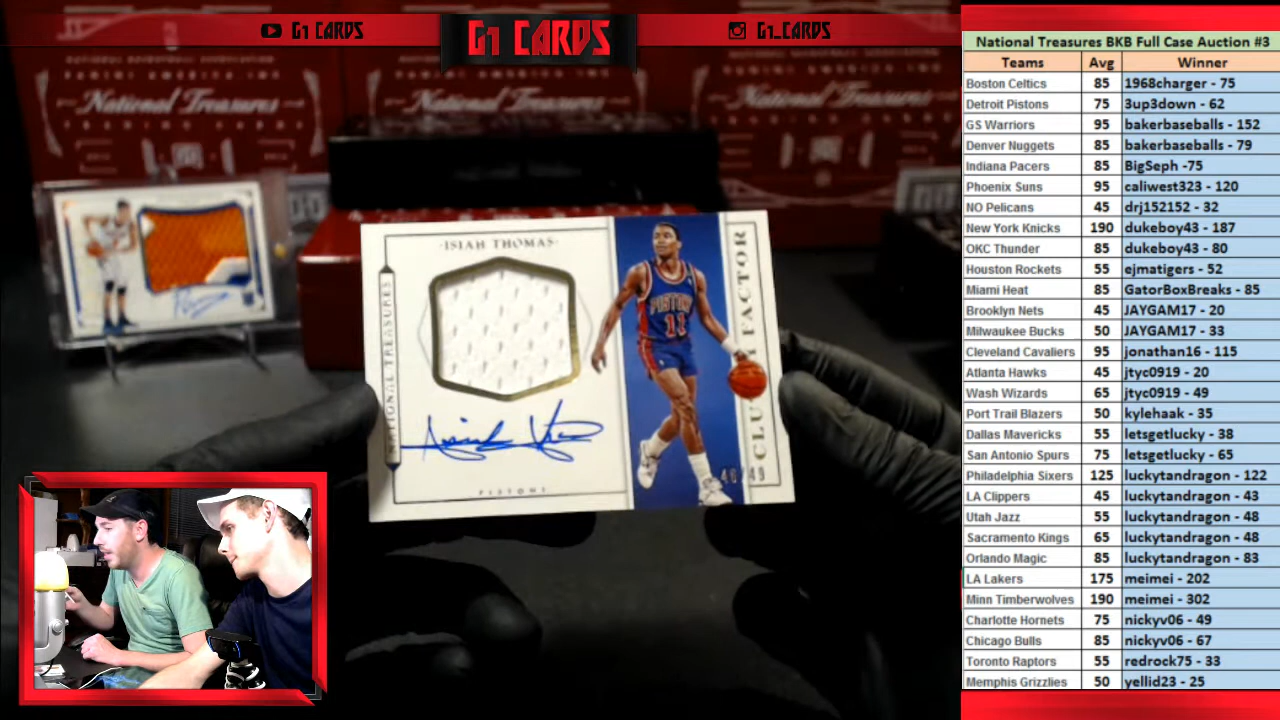 G1 CARDS
G1 CARDS
G1_CARDS
National Treasures
National Treasures
National Treasures
ISIAH THOMAS
NATIONAL TREASURES
PISTONS
11
CLUTCH FACTOR
PISTONS
National Treasures BKB Full Case Auction #3
Teams Avg Winner
Boston Celtics 85 1968charger - 75
Detroit Pistons 75 3up3down - 62
GS Warriors 95 bakerbaseballs - 152
Denver Nuggets 85 bakerbaseballs - 79
Indiana Pacers 85 BigSeph -75
Phoenix Suns 95 caliwest323 - 120
NO Pelicans 45 drj152152 - 32
New York Knicks 190 dukeboy43 - 187
OKC Thunder 85 dukeboy43 - 80
Houston Rockets 55 ejmatigers - 52
Miami Heat 85 GatorBoxBreaks - 85
Brooklyn Nets 45 JAYGAM17 - 20
Milwaukee Bucks 50 JAYGAM17 - 33
Cleveland Cavaliers 95 jonathan16 - 115
Atlanta Hawks 45 jtyc0919 - 20
Wash Wizards 65 jtyc0919 - 49
Port Trail Blazers 50 kylehaak - 35
Dallas Mavericks 55 letsgetlucky - 38
San Antonio Spurs 75 letsgetlucky - 65
Philadelphia Sixers 125 luckytandragon - 122
LA Clippers 45 luckytandragon - 43
Utah Jazz 55 luckytandragon - 48
Sacramento Kings 65 luckytandragon - 48
Orlando Magic 85 luckytandragon - 83
LA Lakers 175 meimei - 202
Minn Timberwolves 190 meimei - 302
Charlotte Hornets 75 nickyv06 - 49
Chicago Bulls 85 nickyv06 - 67
Toronto Raptors 55 redrock75 - 33
Memphis Grizzlies 50 yellid23 - 25